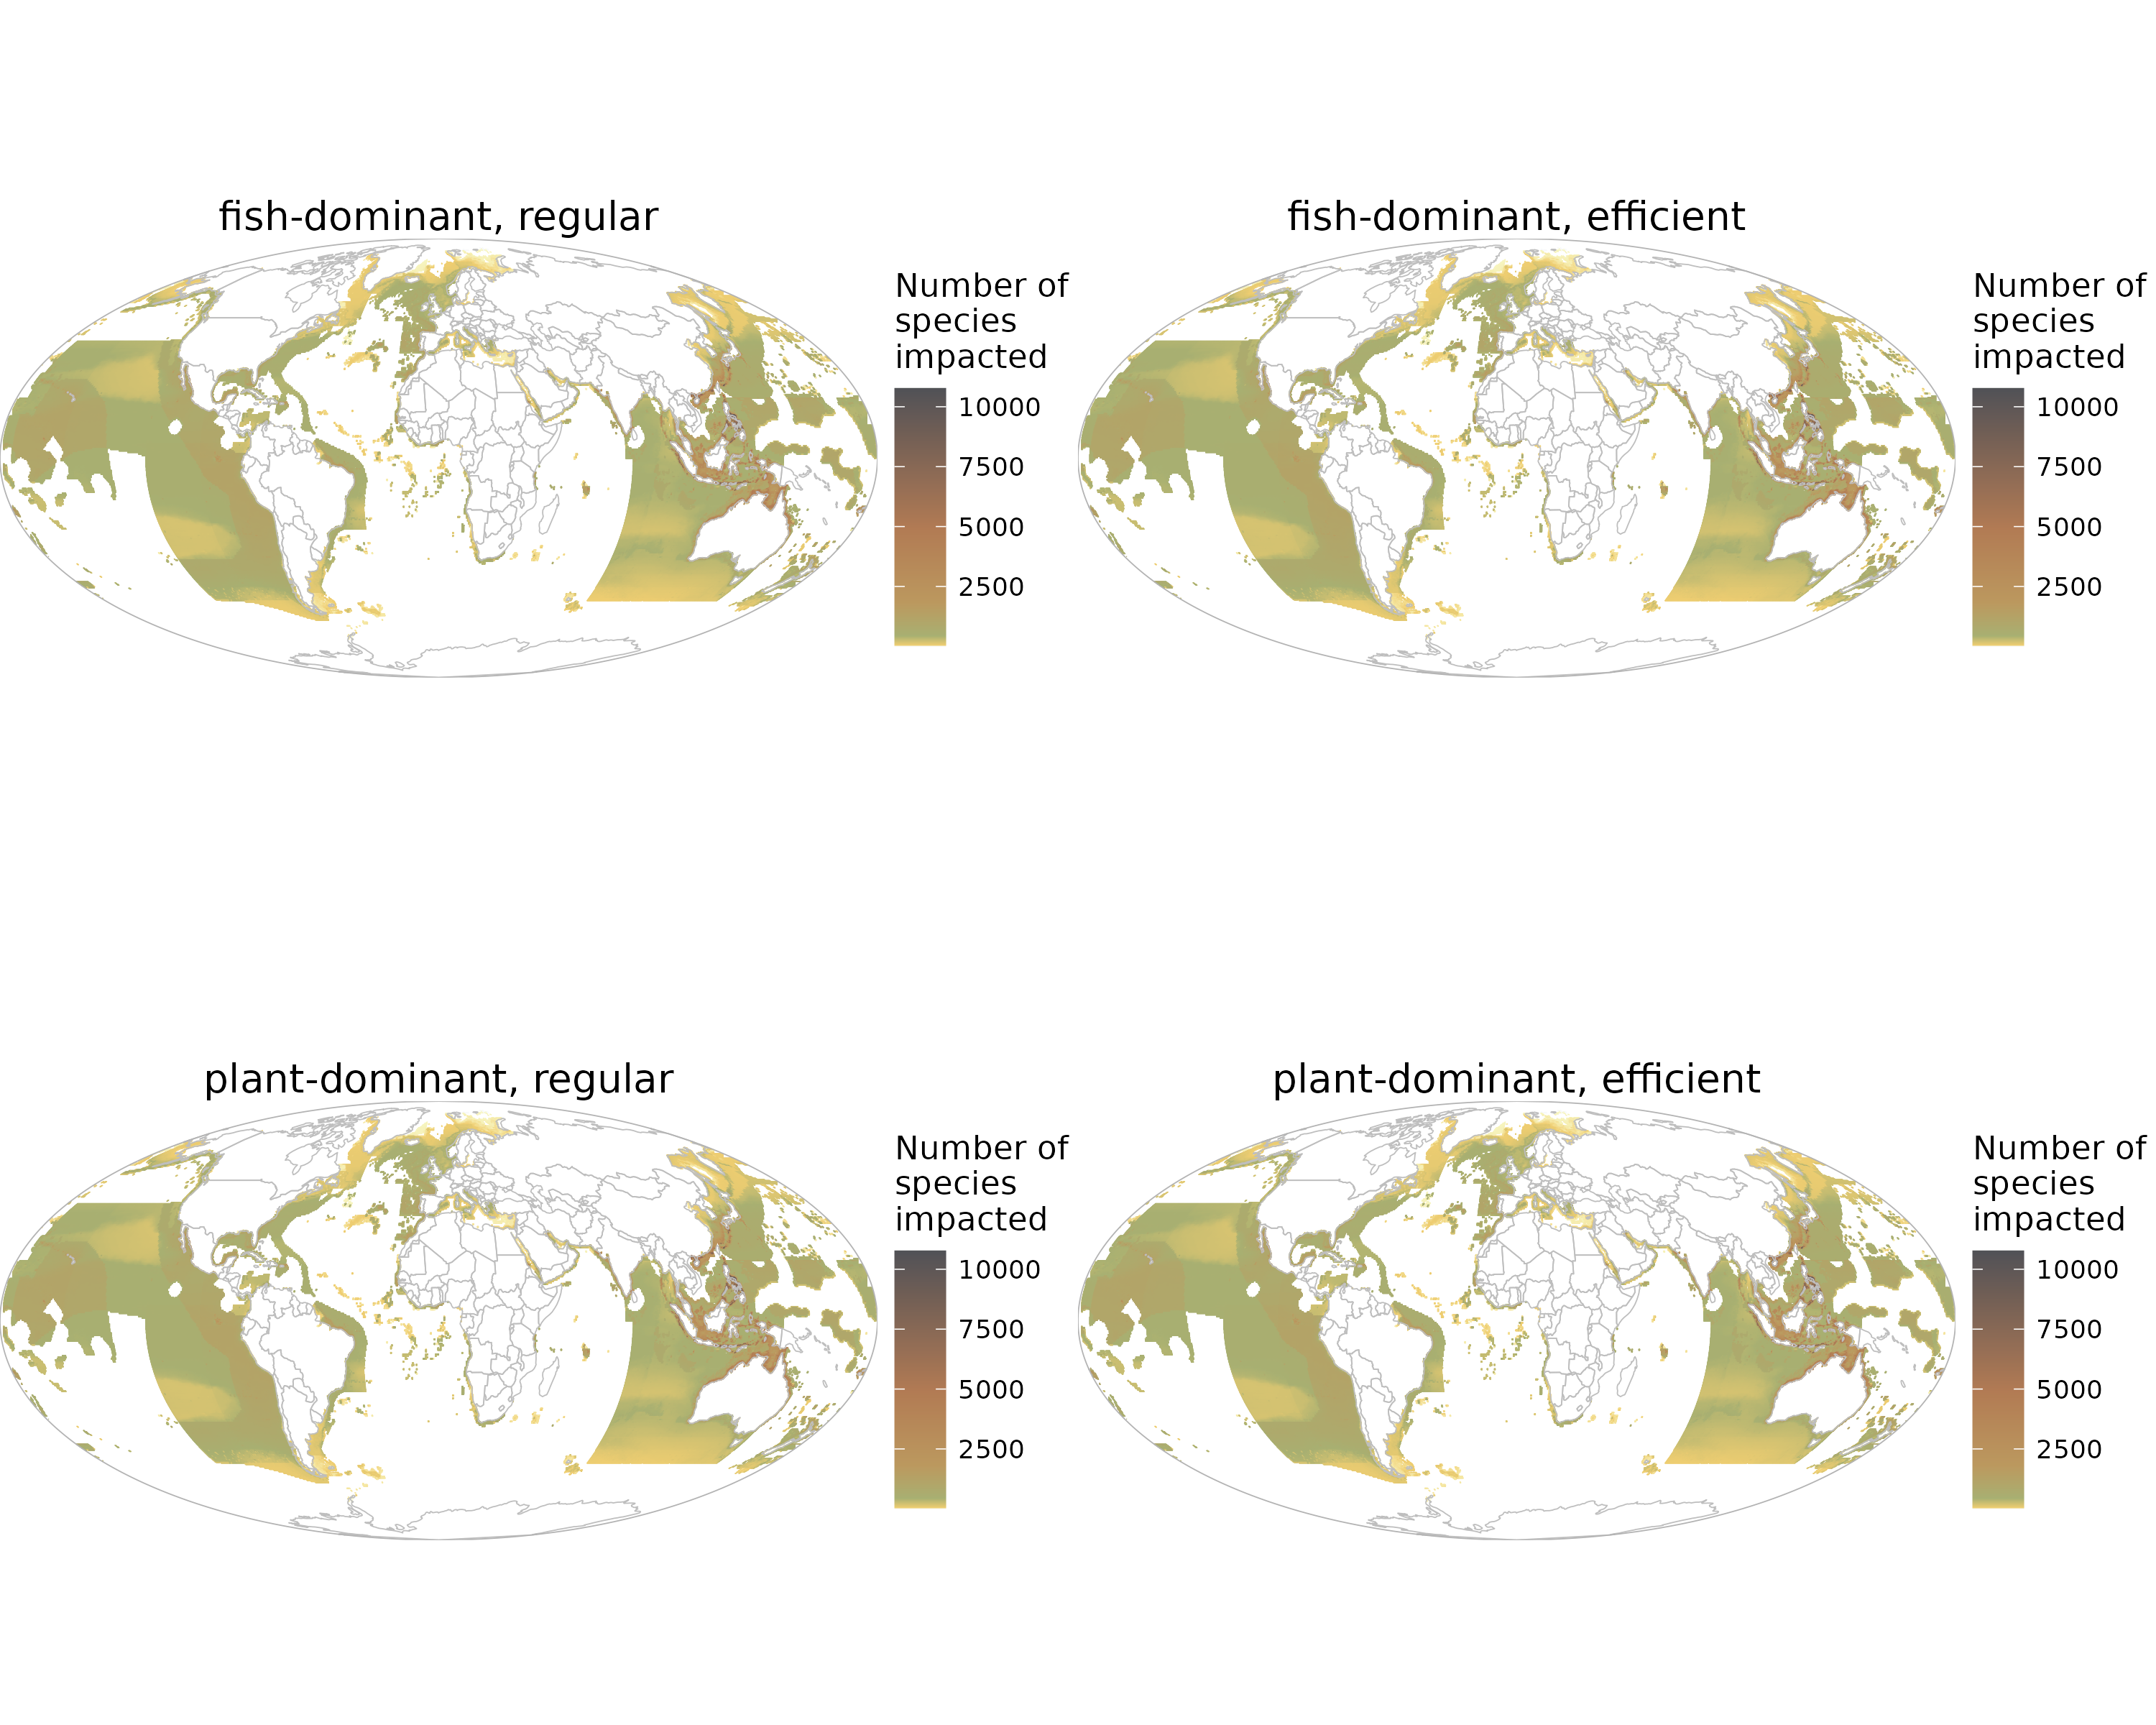 fish-dominant, regular
Number of
species
impacted
10000
7500
5000
2500
fish-dominant, efficient
Number of
species
impacted
10000
7500
5000
2500
plant-dominant, regular
Number of
species
impacted
10000
7500
5000
2500
plant-dominant, efficient
Number of
species
impacted
10000
7500
5000
2500